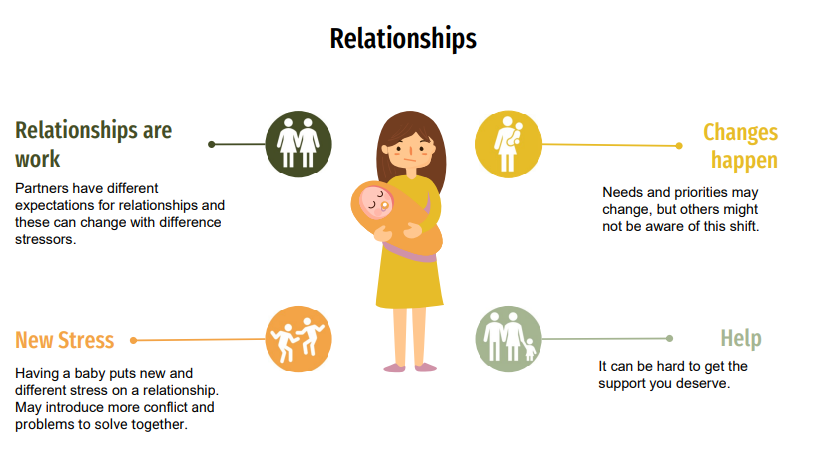 Relationships
Relationships are
work
Partners have different
expectations for relationships and
these can change with difference
stressors.
Changes
happen
Needs and priorities may
change, but others might
not be aware of this shift.
New Stress
Having a baby puts new and
different stress on a relationship.
May introduce more conflict and
problems to solve together.
Help
It can be hard to get the
support you deserve.